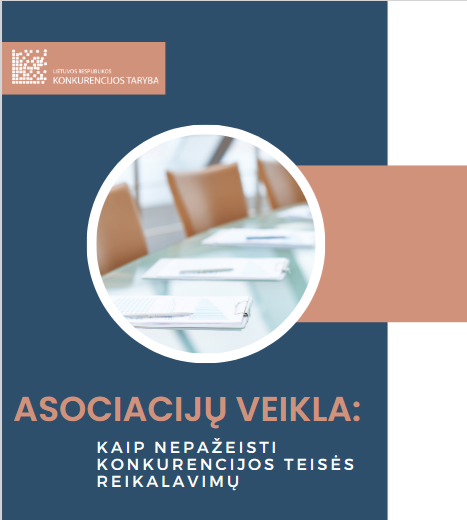 LIETUVOS RESPUBLIKOS
KONKURENCIJOS TARYBA
ASOCIACIJŲ VEIKLA:
KAIP NEPAŽEISTI
KONKURENCIJOS TEISĖS
REIKALAVIMŲ